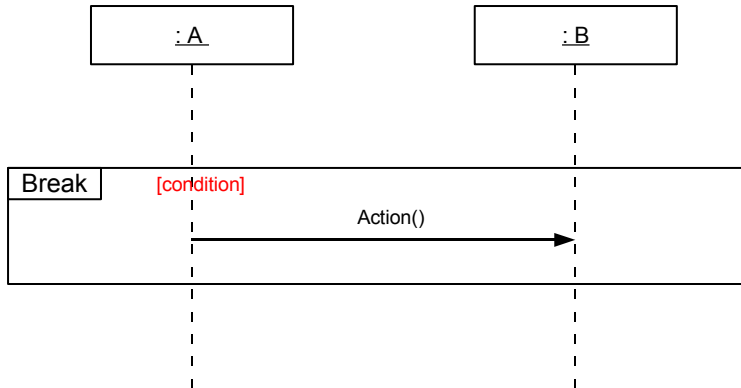 : A
: B
Break
[condition]
Action()